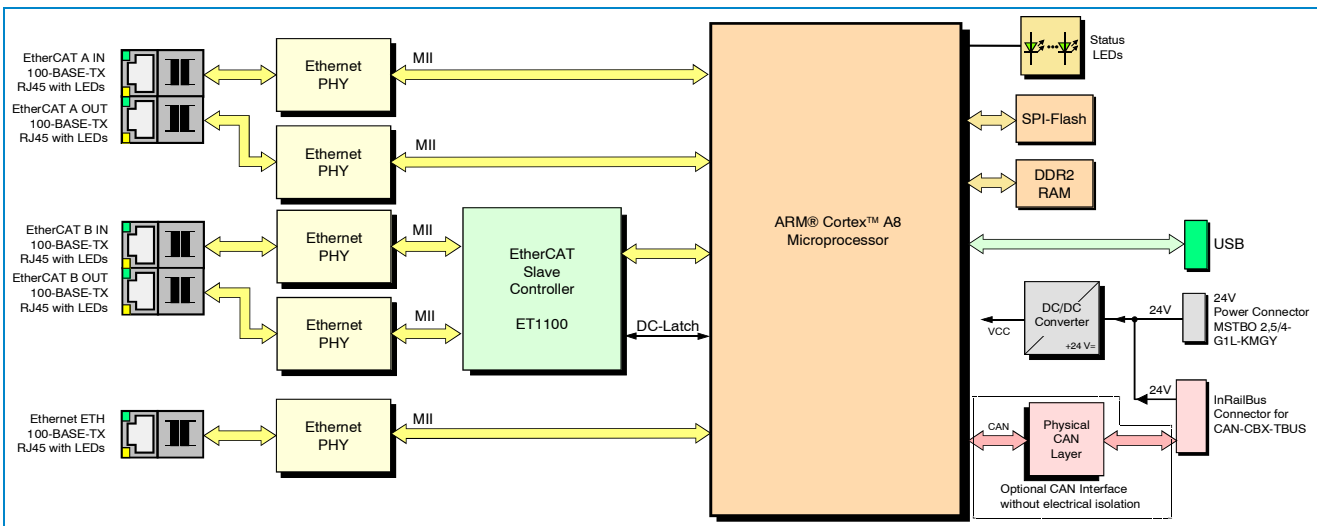 EtherCAT A IN
100-BASE-TX
RJ45 with LEDs
EtherCAT A OUT
100-BASE-TX
RJ45 with LEDs
Ethernet
PHY
MII
Ethernet
PHY
MII
EtherCAT B IN
100-BASE-TX
RJ45 with LEDs
EtherCAT B OUT
100-BASE-TX
RJ45 with LEDs
Ethernet
PHY
MII
Ethernet
PHY
MII
EtherCAT
Slave
Controller
ET1100
DC-Latch
Ethernet ETH
100-BASE-TX
RJ45 with LEDs
Ethernet
PHY
MII
ARM® Cortex™ A8
Microprocessor
Status
LEDs
SPI-Flash
DDR2
RAM
USB
VCC
DC/DC
Converter
+24 V=
24V
24V
Power Connector
MSTBO 2,5/4-
G1L-KMGY
24V
InRailBus
Connector for
CAN-CBX-TBUS
CAN
Physical
CAN
Layer
Optional CAN Interface
without electrical isolation